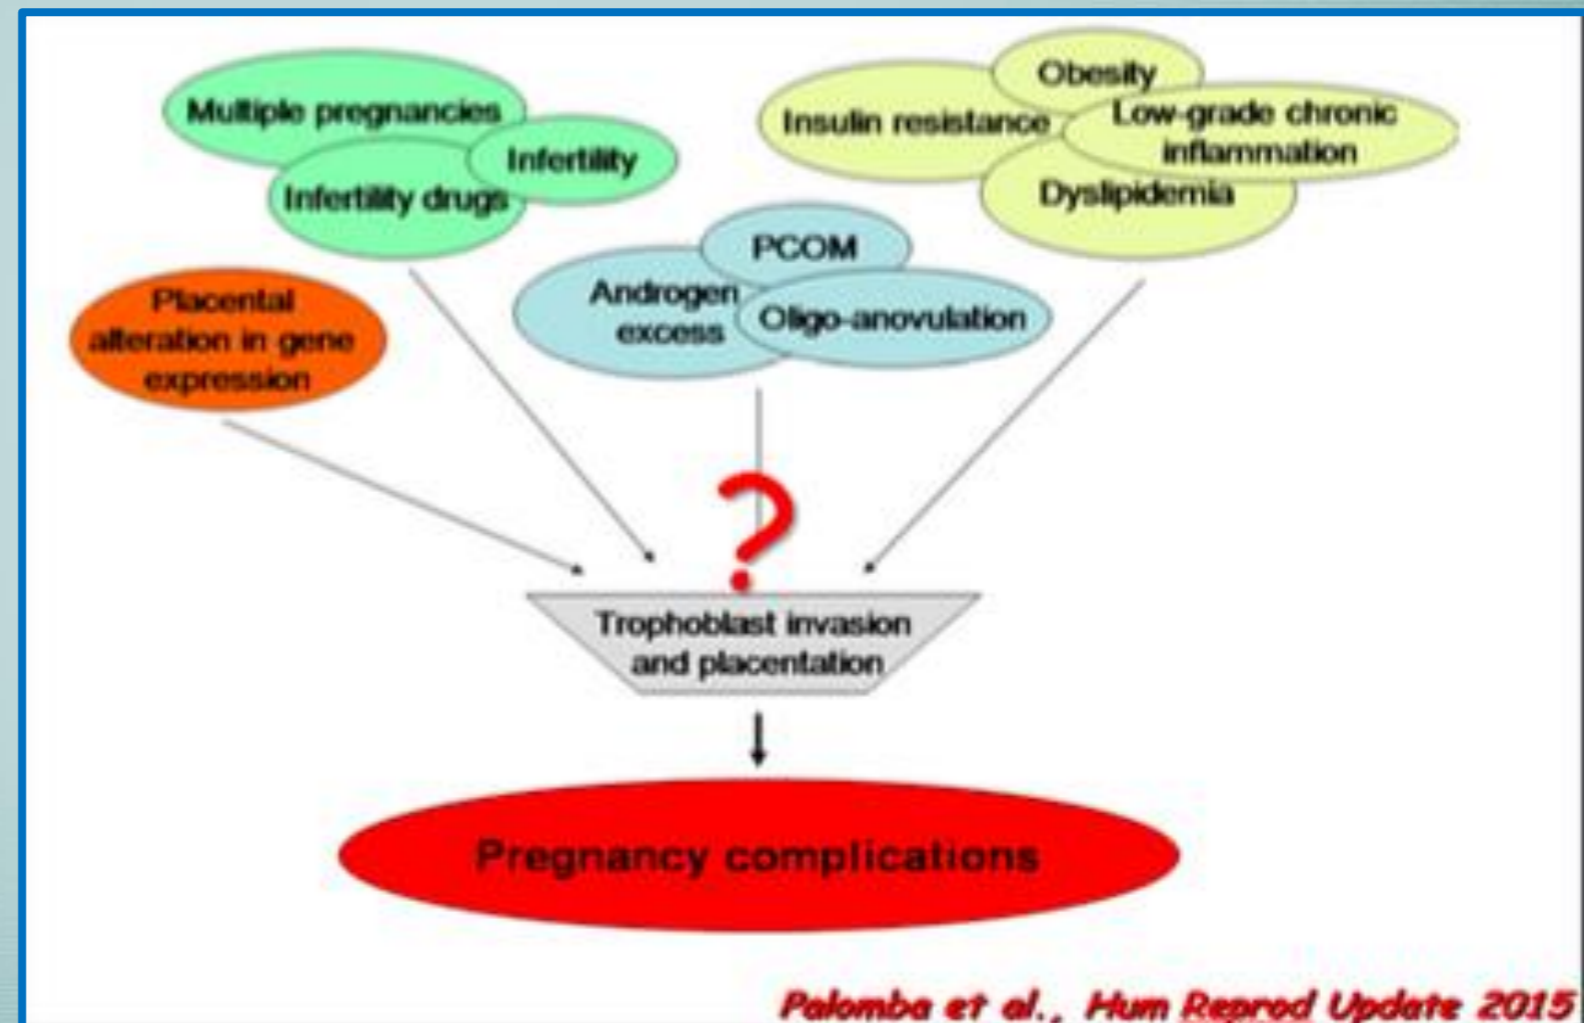 Multiple pregnancies
Infertility
Infertility drugs
Obesity
Insulin resistance
Low-grade chronic
inflammation
Dyslipidemia
PCOM
Androgen
excess
Oligo-anovulation
Placental
alteration in gene
expression
?
Trophoblast invasion
and placentation
Pregnancy complications
Palomba et al., Hum Reprod Update 2015